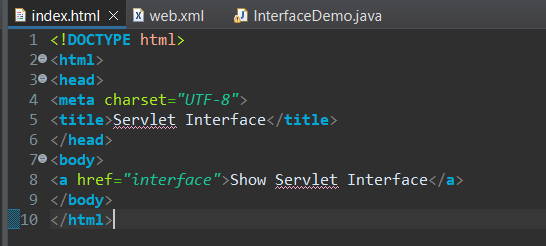 index.html web.xml InterfaceDemo.java
1 <!DOCTYPE html>
2 <html>
3 <head>
4 <meta charset="UTF-8">
5 <title>Servlet Interface</title>
6 </head>
7 <body>
8 <a href="interface">Show Servlet Interface</a>
9 </body>
10 </html>